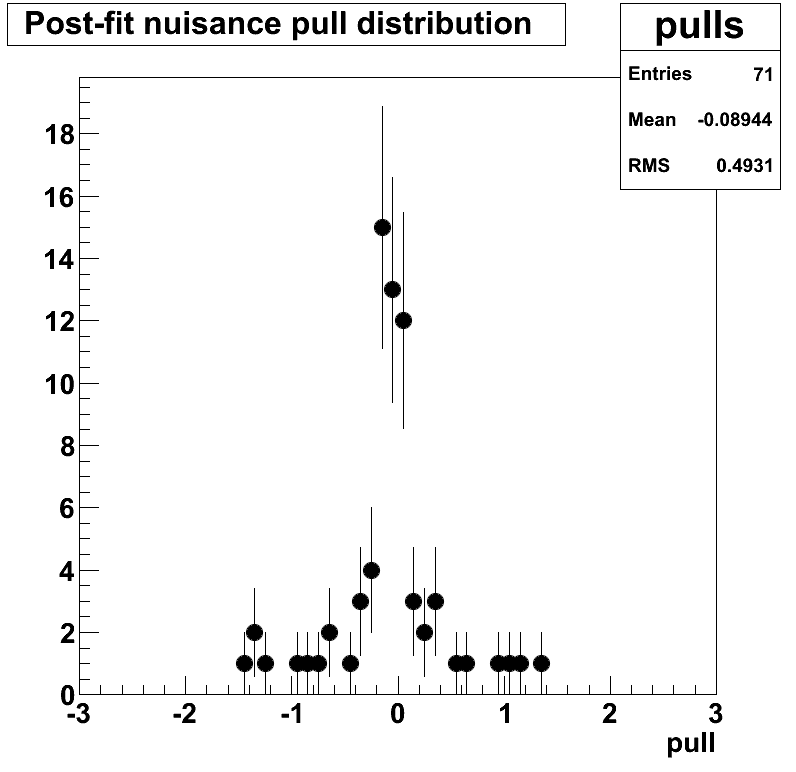 Post-fit nuisance pull distribution
pulls
Entries 71
Mean -0.08944
RMS 0.4931
18
16
14
12
10
8
6
4
2
0
-3 -2 -1 0 1 2 3
pull